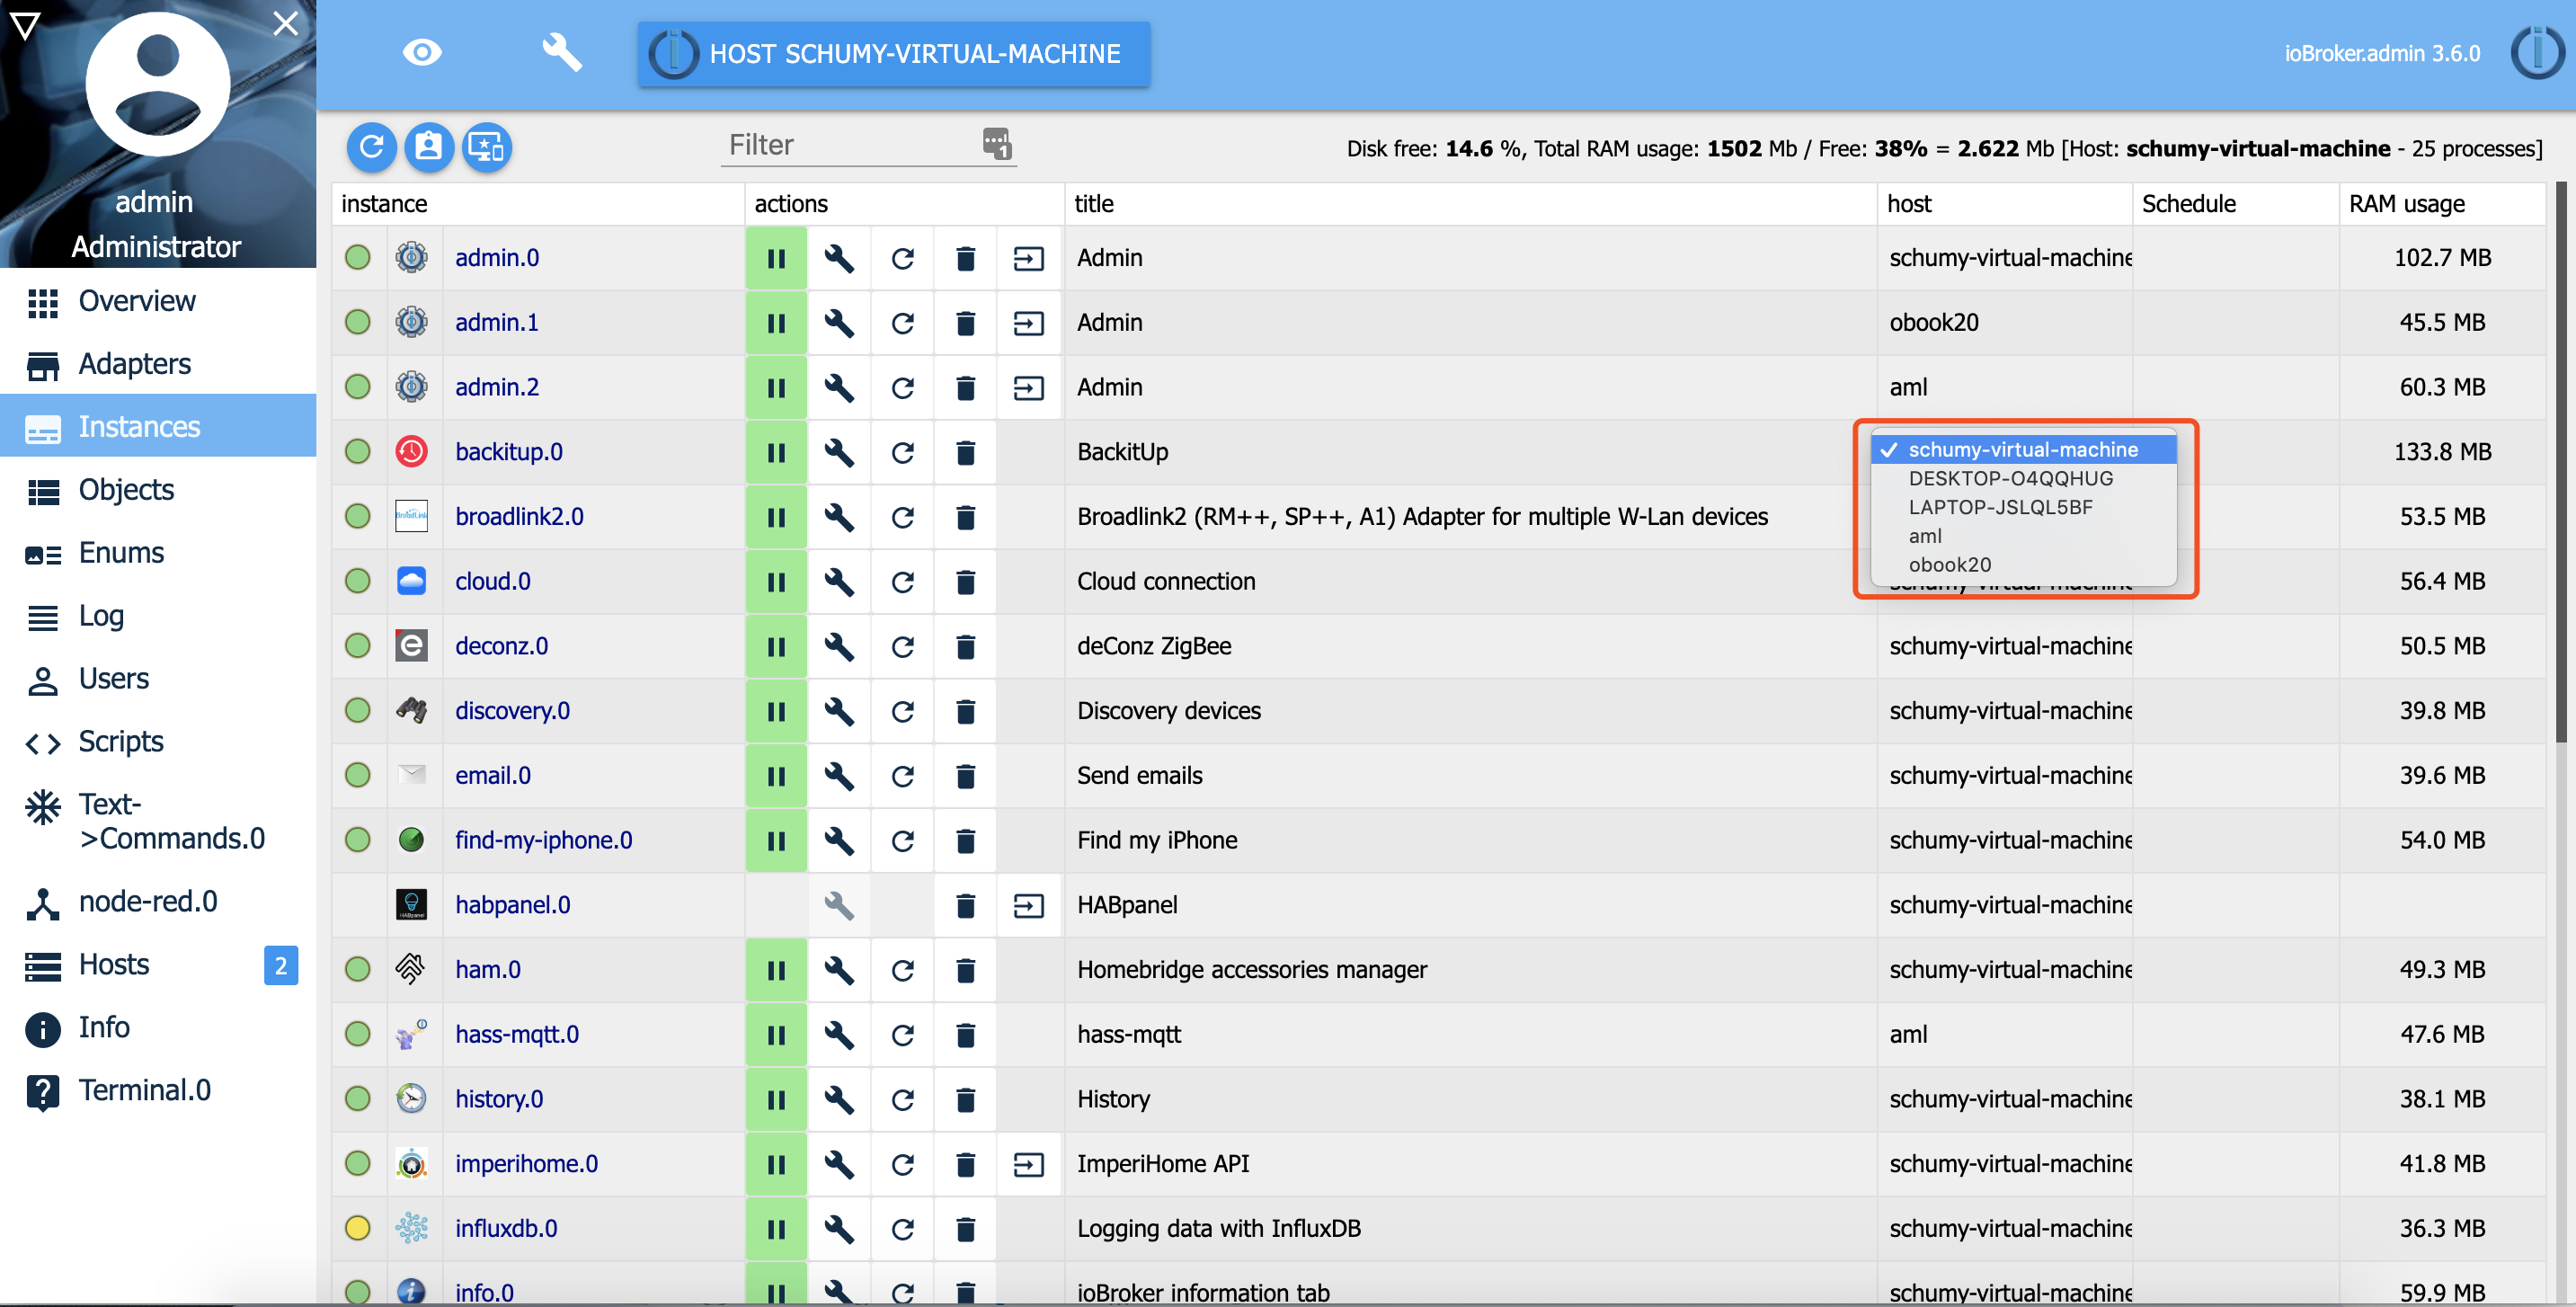 HOST SCHUMY-VIRTUAL-MACHINE
ioBroker.admin 3.6.0
admin
Administrator
Overview
Adapters
Instances
Objects
Enums
Log
Users
Scripts
Text-
>Commands.0
node-red.0
Hosts 2
Info
Terminal.0
Filter
Disk free: 14.6 %, Total RAM usage: 1502 Mb / Free: 38% = 2.622 Mb [Host: schumy-virtual-machine - 25 processes]
instance actions title host Schedule RAM usage
admin.0 Admin schumy-virtual-machine 102.7 MB
admin.1 Admin obook20 45.5 MB
admin.2 Admin aml 60.3 MB
backitup.0 BackitUp 133.8 MB
schumy-virtual-machine
DESKTOP-O4QQHUG
LAPTOP-JSLQL5BF
aml
obook20
broadlink2.0 Broadlink2 (RM++, SP++, A1) Adapter for multiple W-Lan devices 53.5 MB
cloud.0 Cloud connection schumy-virtual-machine 56.4 MB
deconz.0 deConz ZigBee schumy-virtual-machine 50.5 MB
discovery.0 Discovery devices schumy-virtual-machine 39.8 MB
email.0 Send emails schumy-virtual-machine 39.6 MB
find-my-iphone.0 Find my iPhone schumy-virtual-machine 54.0 MB
habpanel.0 HABpanel schumy-virtual-machine
ham.0 Homebridge accessories manager schumy-virtual-machine 49.3 MB
hass-mqtt.0 hass-mqtt aml 47.6 MB
history.0 History schumy-virtual-machine 38.1 MB
imperihome.0 ImperiHome API schumy-virtual-machine 41.8 MB
influxdb.0 Logging data with InfluxDB schumy-virtual-machine 36.3 MB
info.0 ioBroker information tab schumy-virtual-machine 59.9 MB